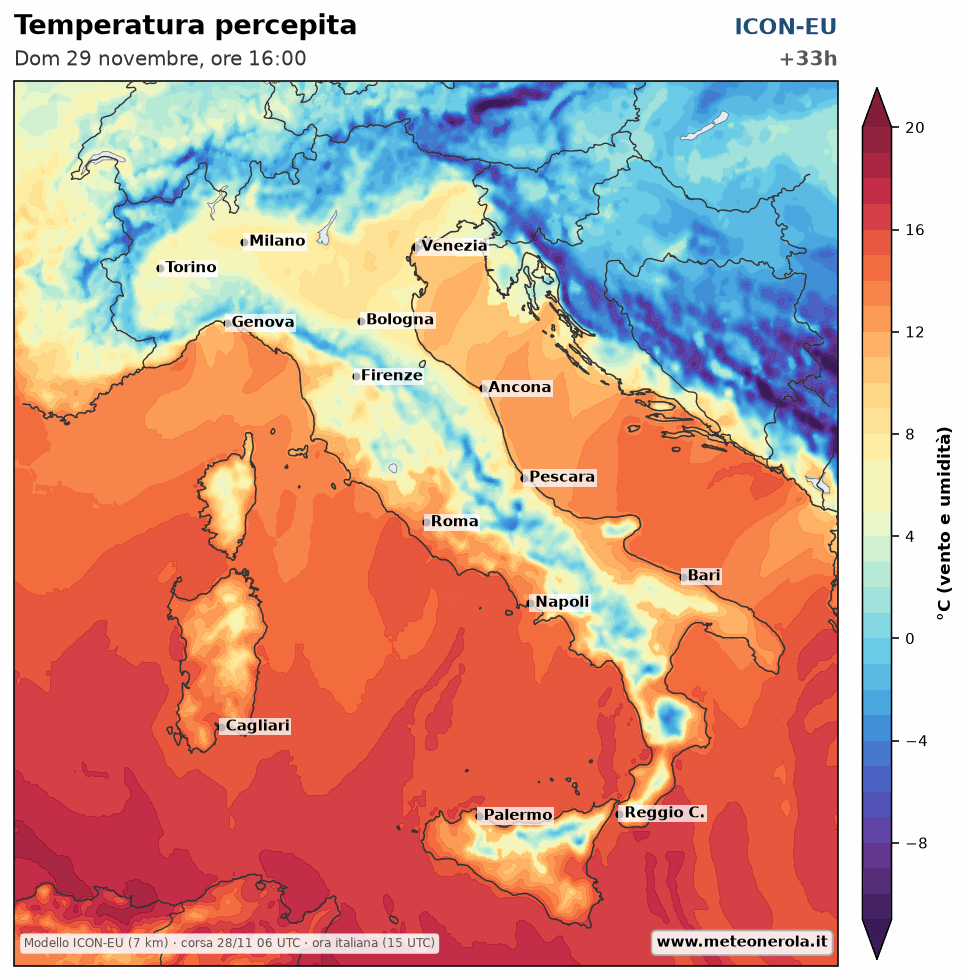 Temperatura percepita
ICON-EU
Dom 29 novembre, ore 16:00
+33h
Milano
Venezia
Torino
Genova
Bologna
Firenze
Ancona
Pescara
Roma
Bari
Napoli
Cagliari
Palermo
Reggio C.
20
16
12
8
4
0
−4
−8
°C (vento e umidità)
Modello ICON-EU (7 km) · corsa 28/11 06 UTC · ora italiana (15 UTC)
www.meteonerola.it